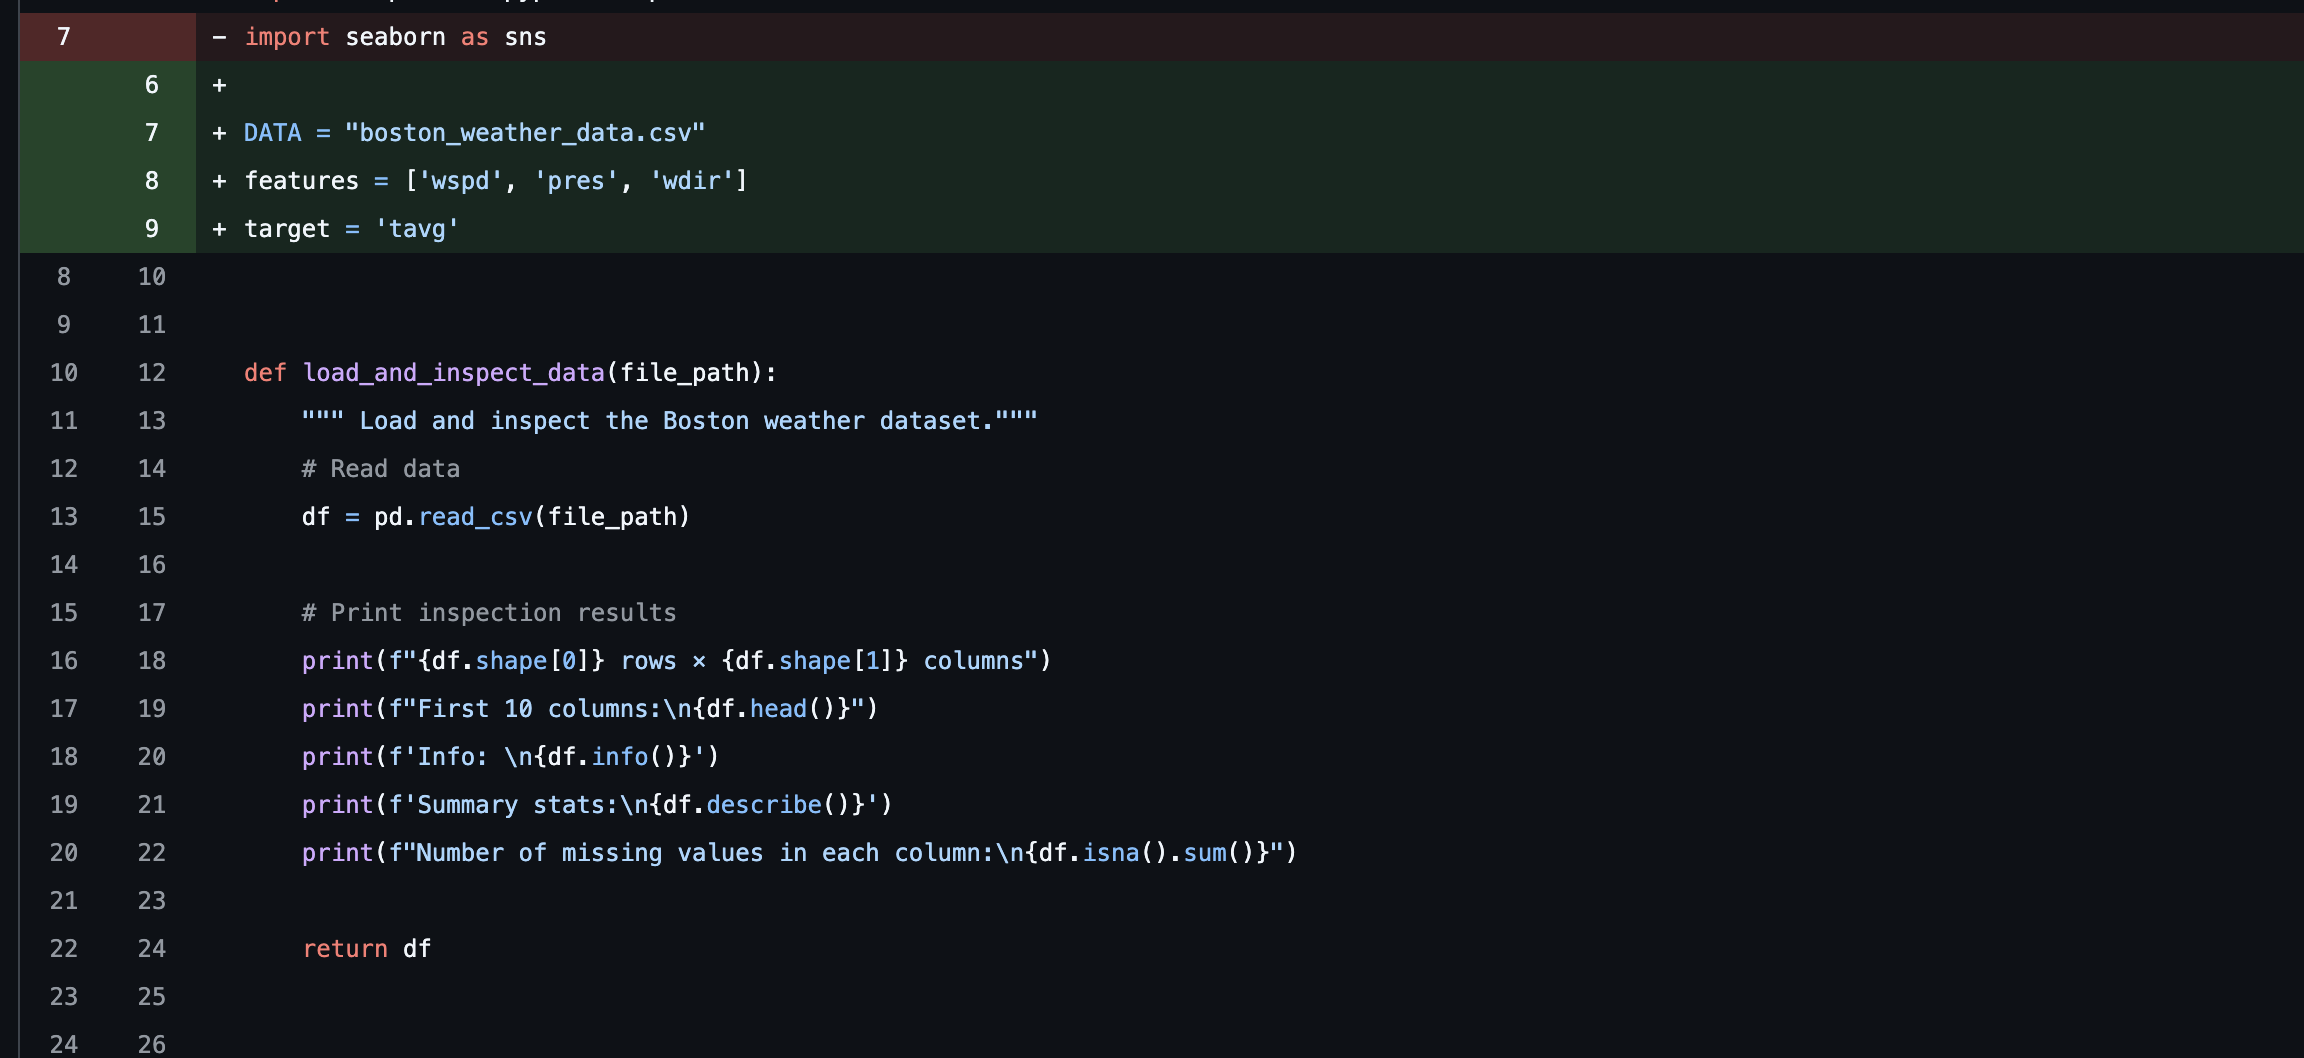 7 - import seaborn as sns
6 +
7 + DATA = "boston_weather_data.csv"
8 + features = ['wspd', 'pres', 'wdir']
9 + target = 'tavg'
8 10
9 11
10 12 def load_and_inspect_data(file_path):
11 13 """ Load and inspect the Boston weather dataset."""
12 14 # Read data
13 15 df = pd.read_csv(file_path)
14 16
15 17 # Print inspection results
16 18 print(f"{df.shape[0]} rows × {df.shape[1]} columns")
17 19 print(f"First 10 columns:\n{df.head()}")
18 20 print(f'Info: \n{df.info()}')
19 21 print(f'Summary stats:\n{df.describe()}')
20 22 print(f"Number of missing values in each column:\n{df.isna().sum()}")
21 23
22 24 return df
23 25
24 26